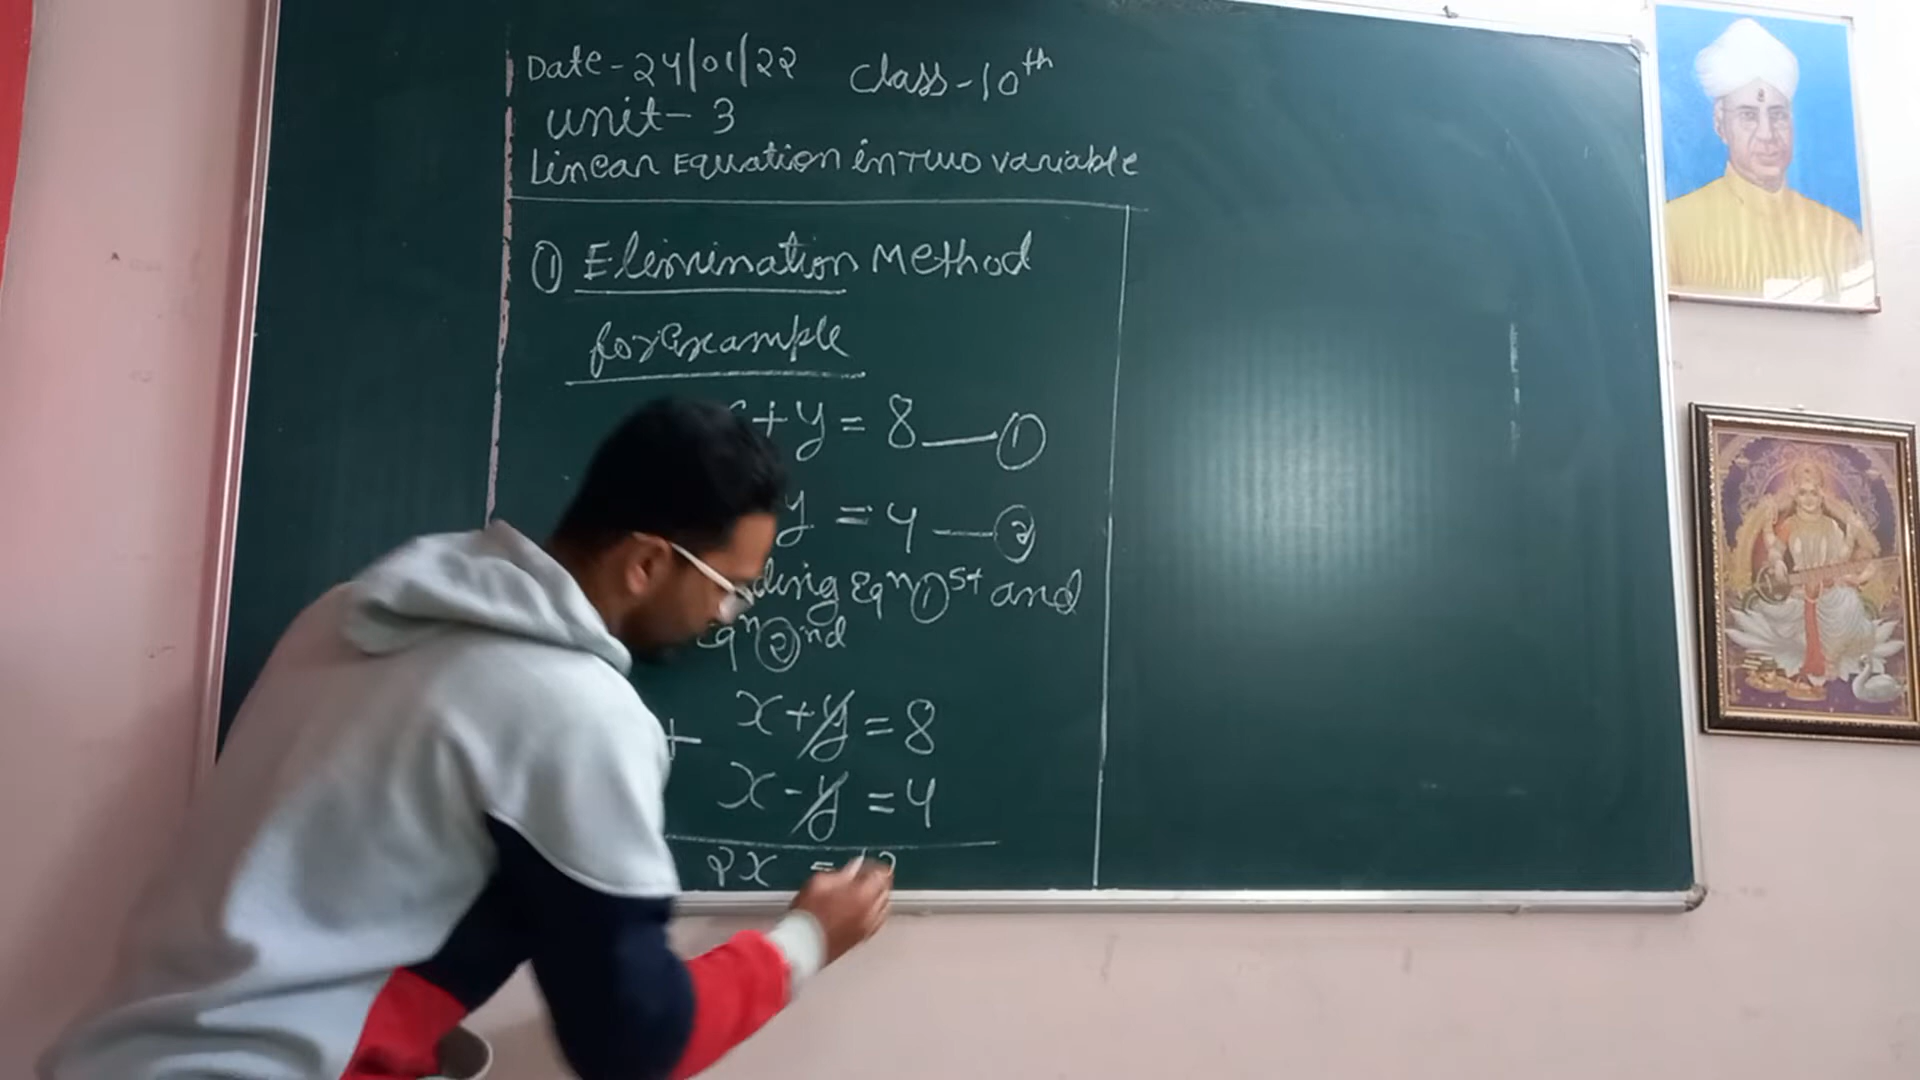 Date - 24/01/22 Class - 10th
Unit - 3
Linear Equation in Two variable
① Elimination Method
for Example
+ y = 8 — ①
y = 4 — ②
Eqn ① st and
② nd
x + y = 8
+
x - y = 4
2x = 12